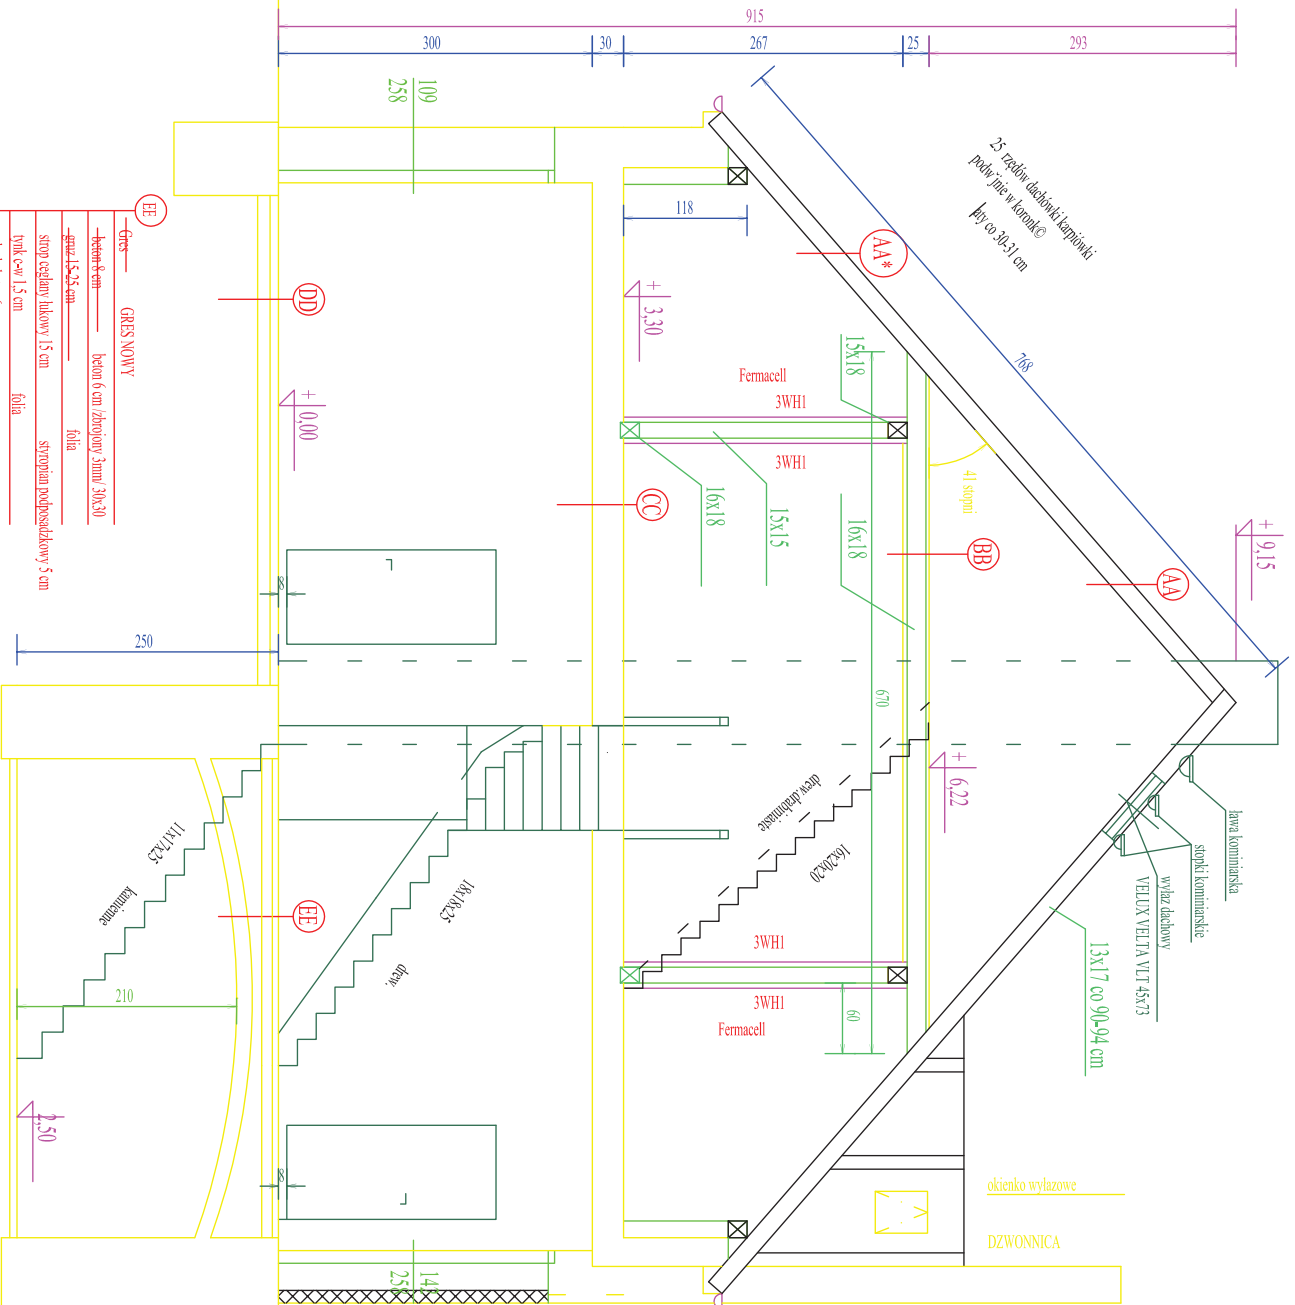 915
300
30
267
25
293
109
258
25 rzędów dachówki karpiówki
podwójnie w koronk©
łaty co 30-31 cm
768
118
AA*
+ 3,30
+ 0,00
+ 9,15
+ 6,22
2,50
EE
DD
CC
BB
AA
EE
Gres
GRES NOWY
beton 8 cm
beton 6 cm /zbrojony 3mm/ 30x30
gruz 15-25 cm
folia
strop ceglany łukowy 15 cm
styropian podposadzkowy 5 cm
tynk c-w 1,5 cm
folia
Fermacell
3WH1
3WH1
15x18
16x18
15x15
16x18
41 stopni
670
8
250
drew.drabiniaste
16x20x20
ława kominiarska
stopki kominiarskie
wyłaz dachowy
VELUX VELTA VLT 45x73
13x17 co 90-94 cm
11x17x25
kamienne
18x18x25
drew.
210
3WH1
3WH1
Fermacell
60
8
okienko wyłazowe
DZWONNICA
258